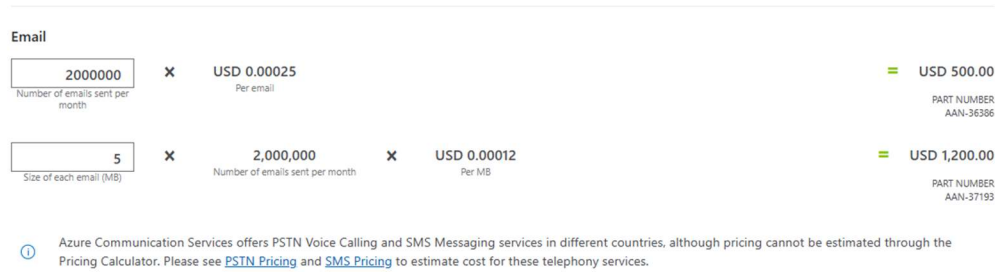 Email
2000000 × USD 0.00025 = USD 500.00
Number of emails sent per month
Per email
PART NUMBER
AAN-36386
5 × 2,000,000 × USD 0.00012 = USD 1,200.00
Size of each email (MB)
Number of emails sent per month
Per MB
PART NUMBER
AAN-37193
Azure Communication Services offers PSTN Voice Calling and SMS Messaging services in different countries, although pricing cannot be estimated through the
Pricing Calculator. Please see PSTN Pricing and SMS Pricing to estimate cost for these telephony services.